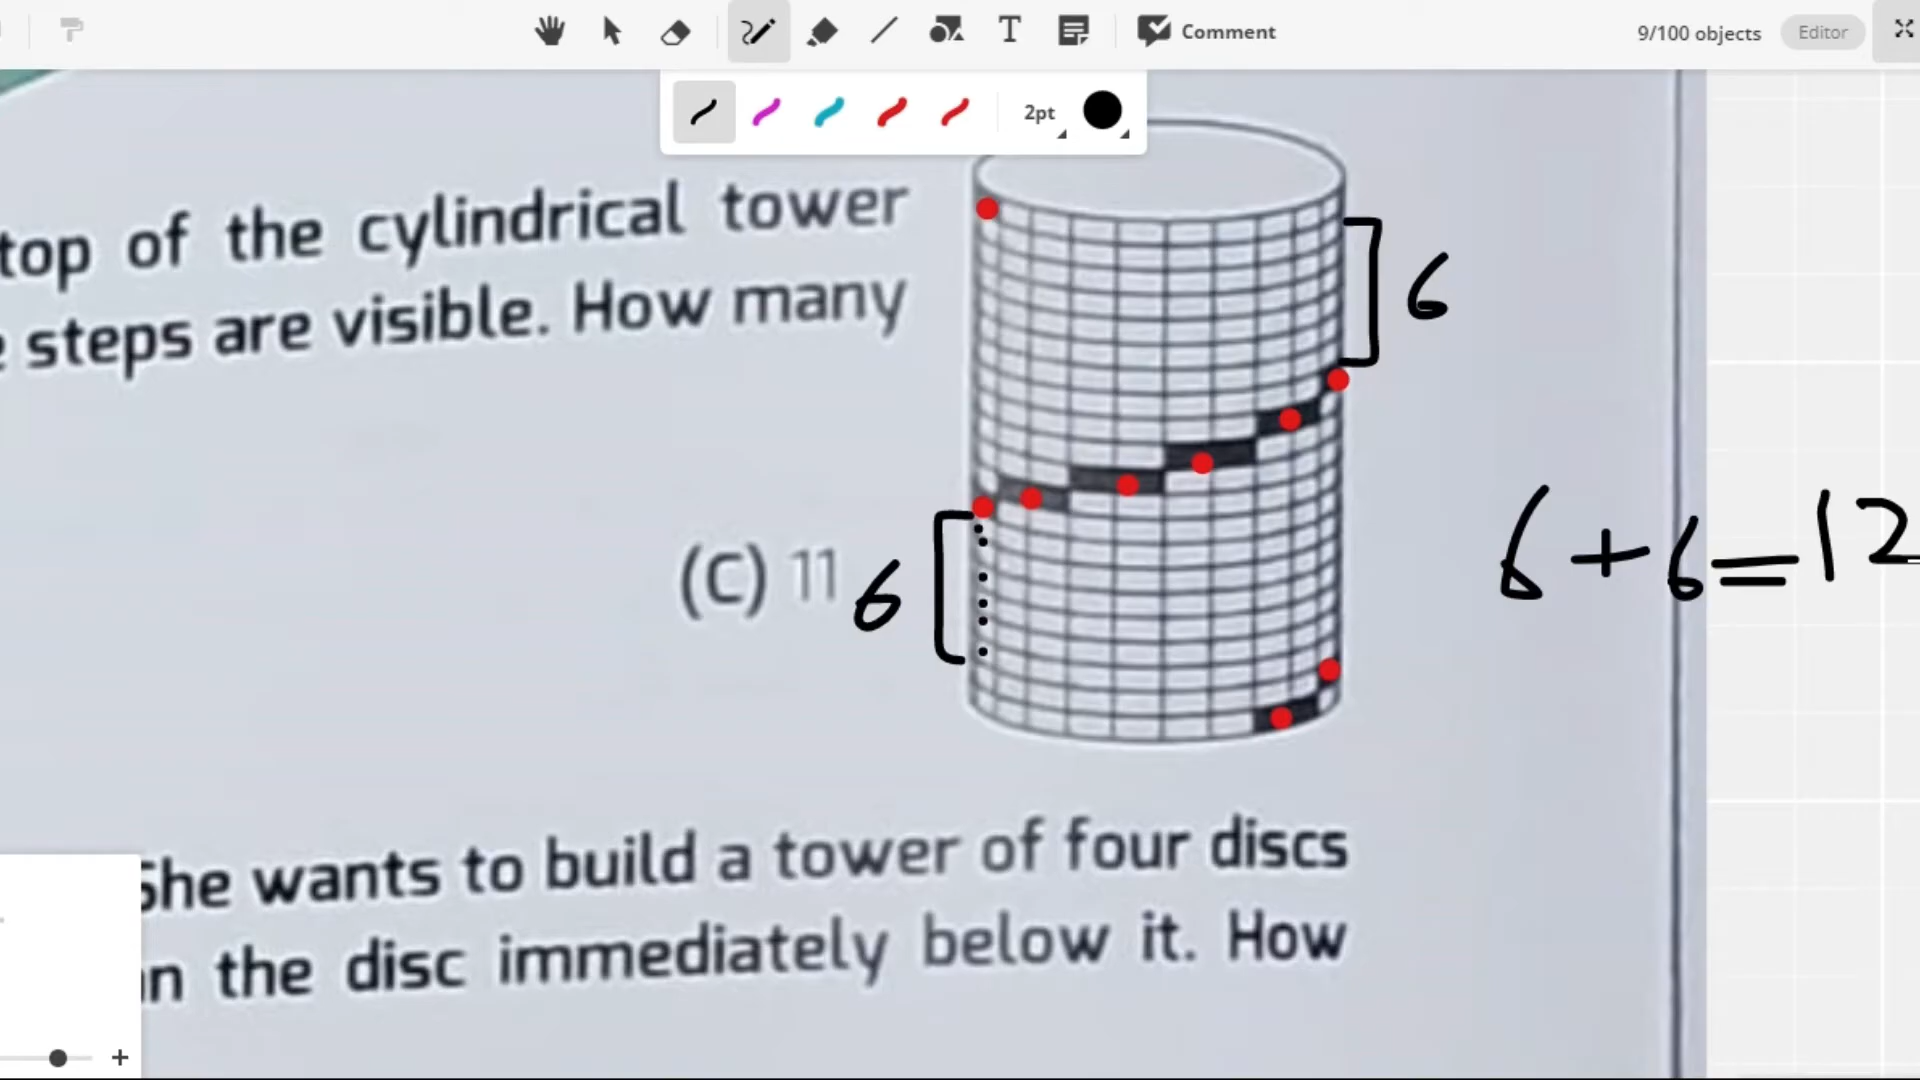 Comment
9/100 objects
Editor
2pt
top of the cylindrical tower
steps are visible. How many
6
(C) 11
6
6+6=12
She wants to build a tower of four discs
the disc immediately below it. How
+